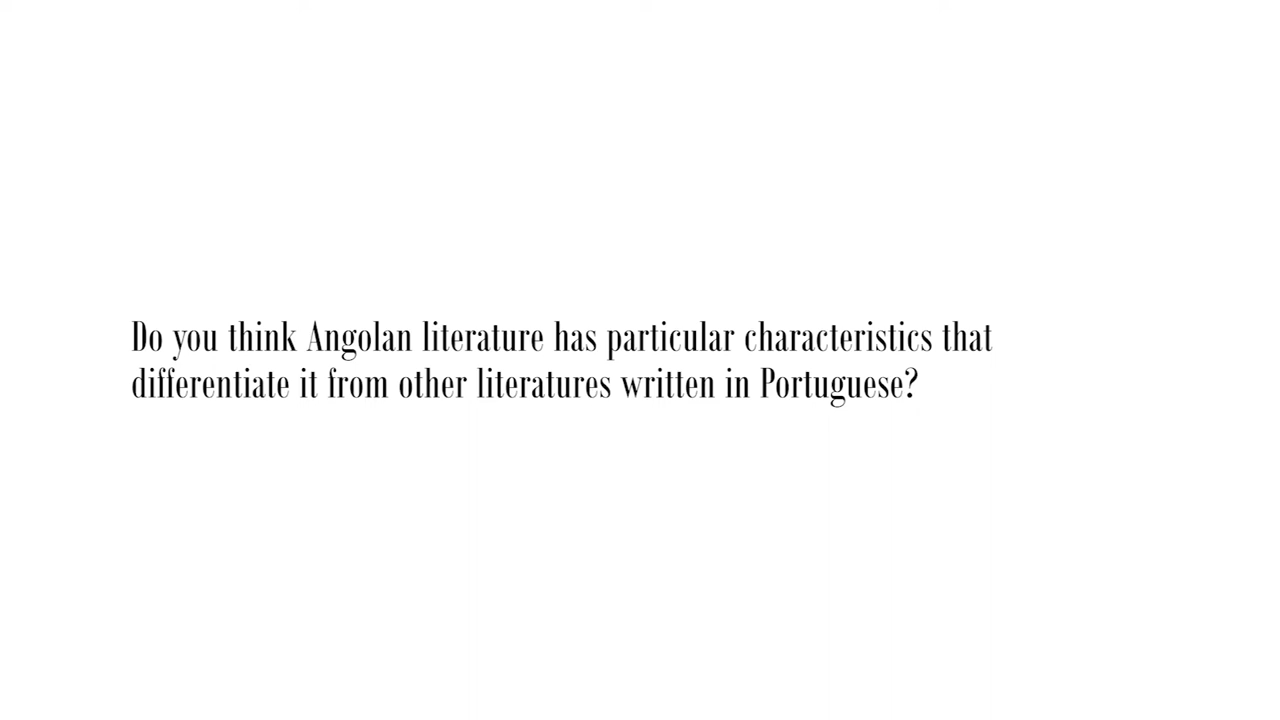 Do you think Angolan literature has particular characteristics that
differentiate it from other literatures written in Portuguese?